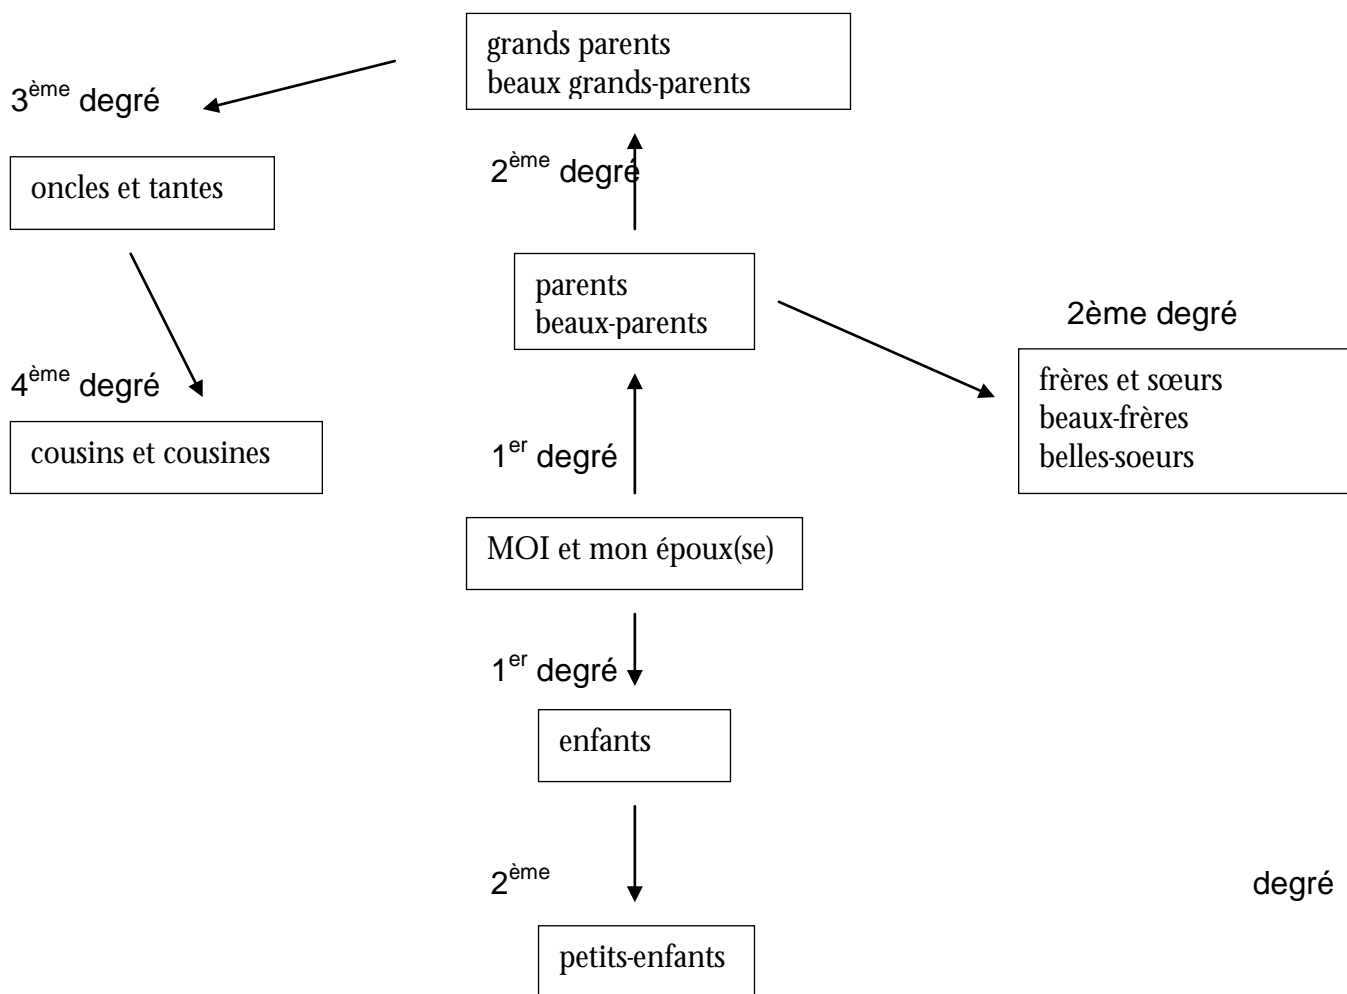 grands parents
beaux grands-parents
3ème degré
2ème degré
oncles et tantes
parents
beaux-parents
2ème degré
frères et sœurs
beaux-frères
belles-soeurs
4ème degré
cousins et cousines
1er degré
MOI et mon époux(se)
1er degré
enfants
2ème degré
petits-enfants